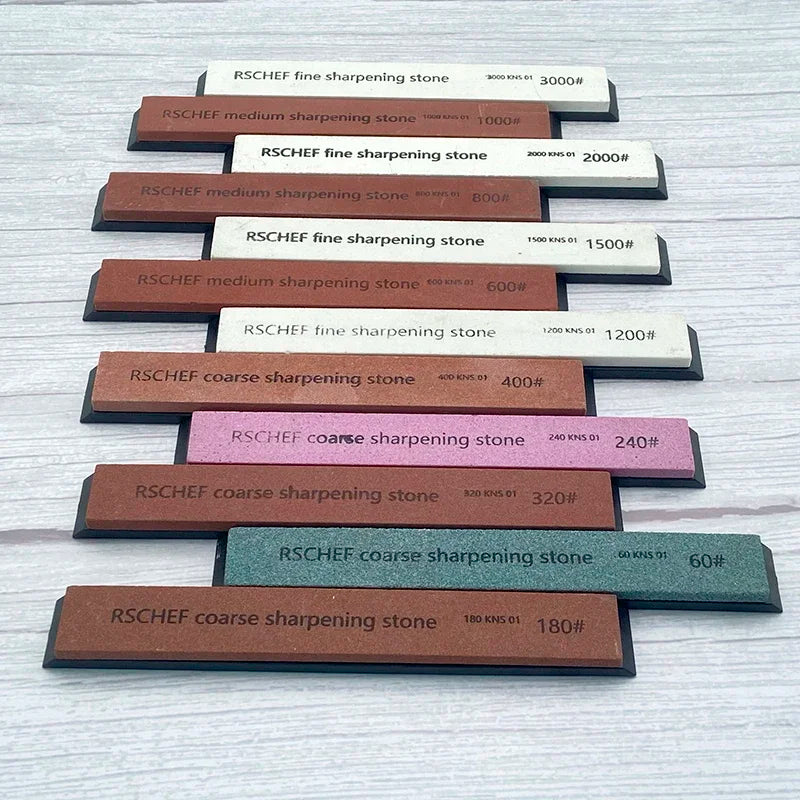 RSCHEF fine sharpening stone 3000 KNS 01 3000#
RSCHEF medium sharpening stone 1000 KNS 01 1000#
RSCHEF fine sharpening stone 2000 KNS 01 2000#
RSCHEF medium sharpening stone 800 KNS 01 800#
RSCHEF fine sharpening stone 1500 KNS 01 1500#
RSCHEF medium sharpening stone 600 KNS 01 600#
RSCHEF fine sharpening stone 1200 KNS 01 1200#
RSCHEF coarse sharpening stone 400 KNS 01 400#
RSCHEF coarse sharpening stone 240 KNS 01 240#
RSCHEF coarse sharpening stone 320 KNS 01 320#
RSCHEF coarse sharpening stone 60 KNS 01 60#
RSCHEF coarse sharpening stone 180 KNS 01 180#